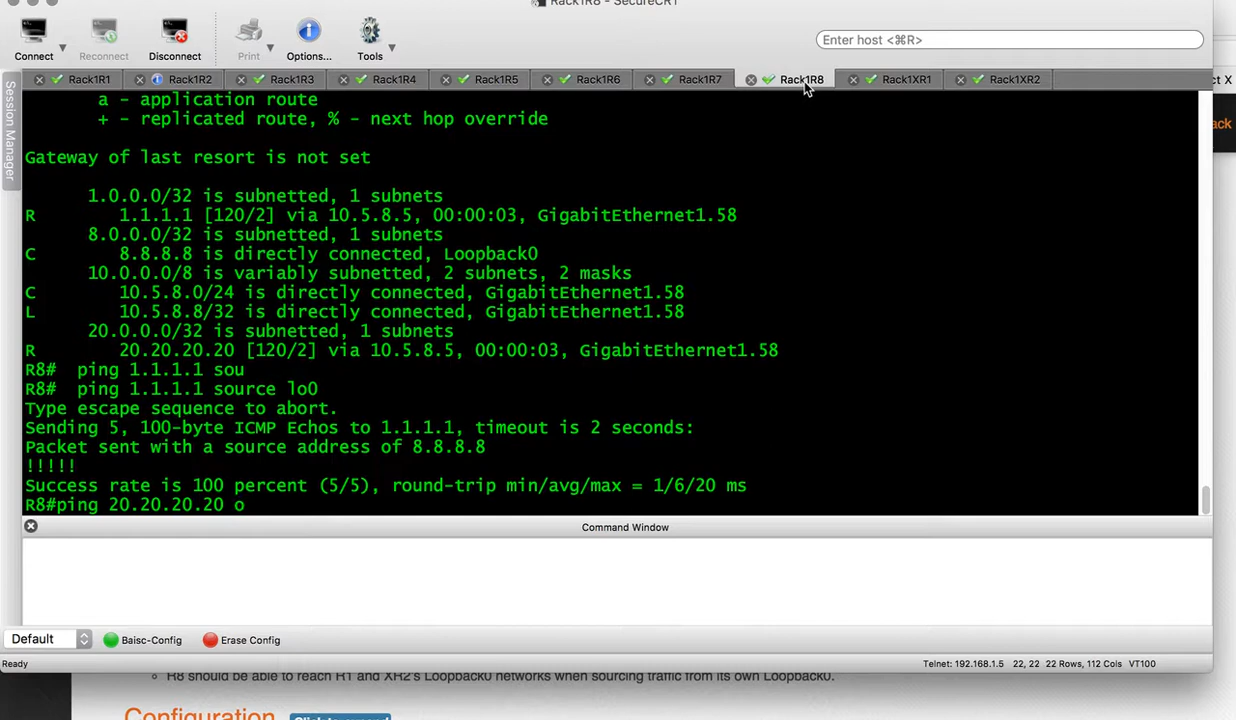 Rack1R8 - SecureCRT
Connect
Reconnect
Disconnect
Print
Options...
Tools
Enter host <⌘R>
Rack1R1
Rack1R2
Rack1R3
Rack1R4
Rack1R5
Rack1R6
Rack1R7
Rack1R8
Rack1XR1
Rack1XR2
Session Manager
a - application route
+ - replicated route, % - next hop override
Gateway of last resort is not set
1.0.0.0/32 is subnetted, 1 subnets
R 1.1.1.1 [120/2] via 10.5.8.5, 00:00:03, GigabitEthernet1.58
8.0.0.0/32 is subnetted, 1 subnets
C 8.8.8.8 is directly connected, Loopback0
10.0.0.0/8 is variably subnetted, 2 subnets, 2 masks
C 10.5.8.0/24 is directly connected, GigabitEthernet1.58
L 10.5.8.8/32 is directly connected, GigabitEthernet1.58
20.0.0.0/32 is subnetted, 1 subnets
R 20.20.20.20 [120/2] via 10.5.8.5, 00:00:03, GigabitEthernet1.58
R8#  ping 1.1.1.1 sou
R8#  ping 1.1.1.1 source lo0
Type escape sequence to abort.
Sending 5, 100-byte ICMP Echos to 1.1.1.1, timeout is 2 seconds:
Packet sent with a source address of 8.8.8.8
!!!!!
Success rate is 100 percent (5/5), round-trip min/avg/max = 1/6/20 ms
R8#ping 20.20.20.20 o
Command Window
Default
Baisc-Config
Erase Config
Ready
Telnet: 192.168.1.5 22, 22 22 Rows, 112 Cols VT100
R8 should be able to reach R1 and XR2's Loopback0 networks when sourcing traffic from its own Loopback0.
Configuration